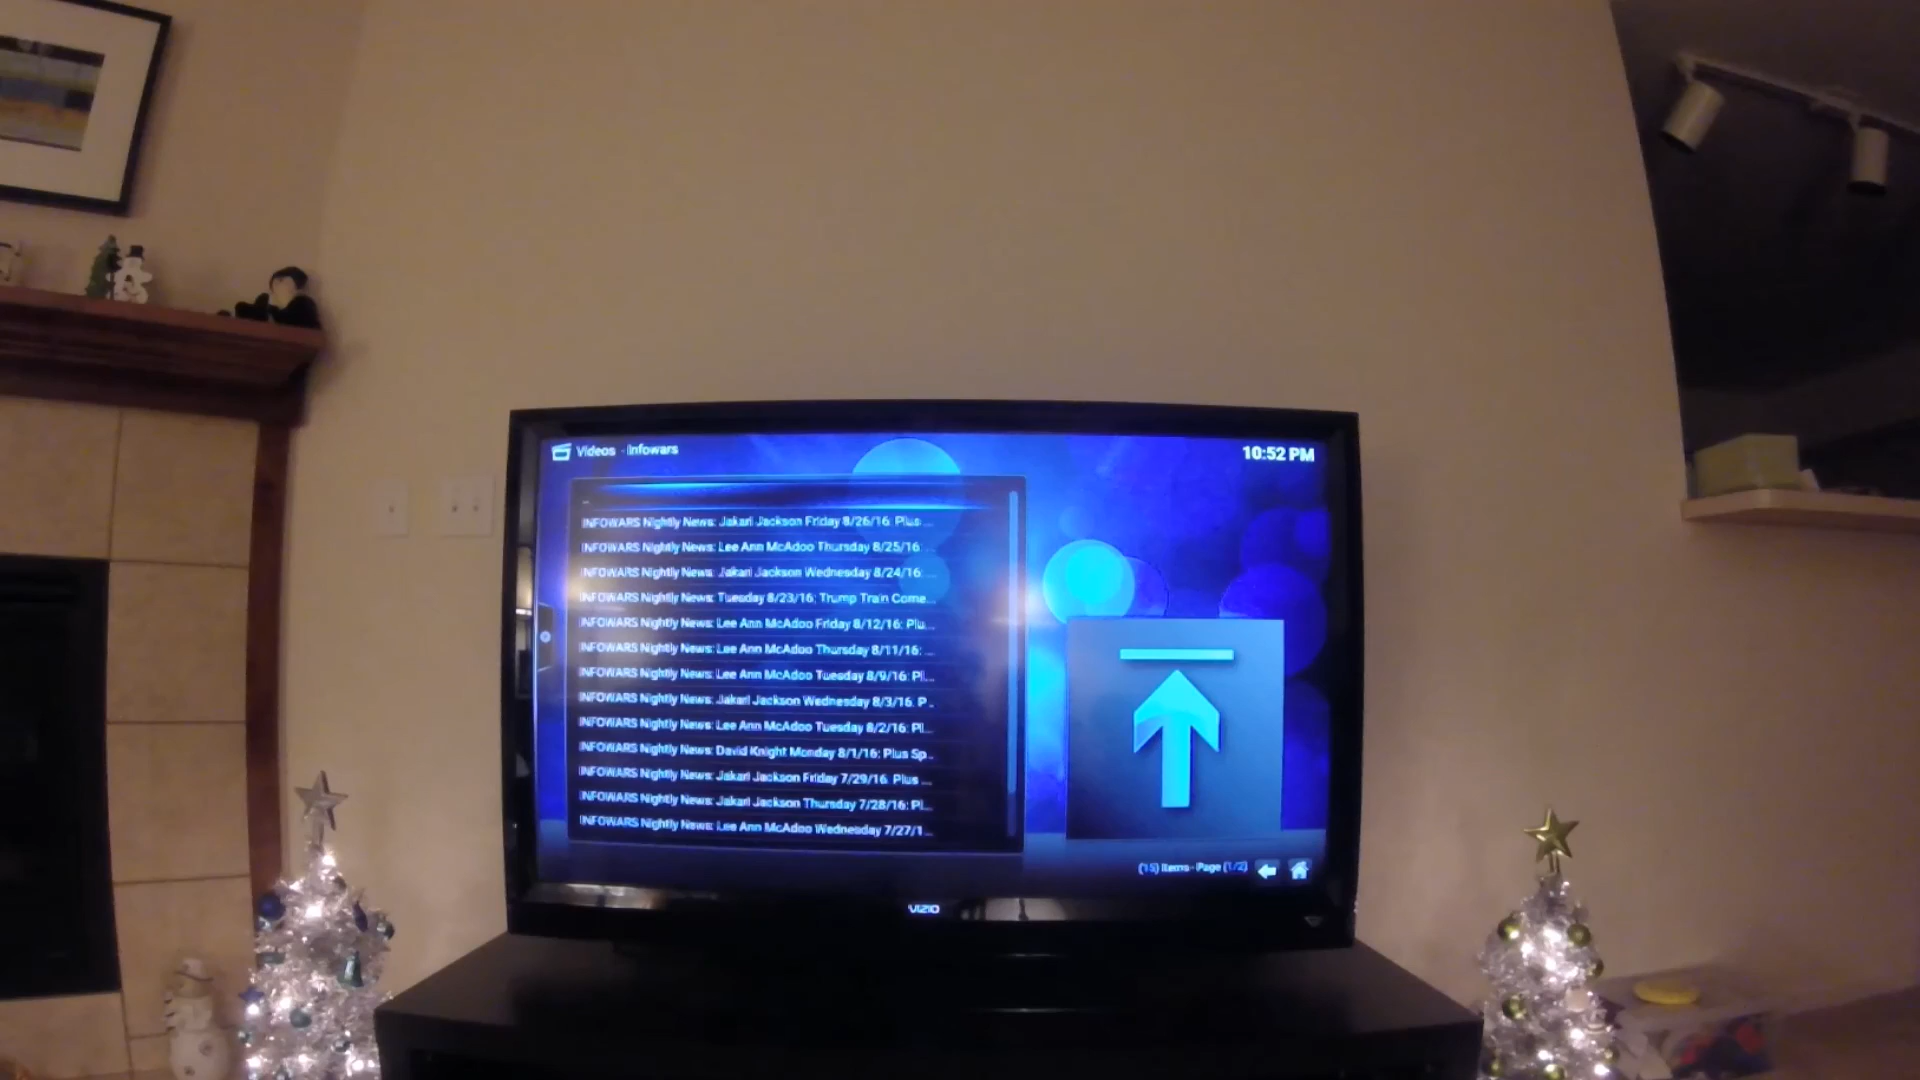 Videos - Infowars
10:52 PM
..
INFOWARS Nightly News: Jakari Jackson Friday 8/26/16: Plus ...
INFOWARS Nightly News: Lee Ann McAdoo Thursday 8/25/16: ...
INFOWARS Nightly News: Jakari Jackson Wednesday 8/24/16:
INFOWARS Nightly News: Tuesday 8/23/16: Trump Train Come...
INFOWARS Nightly News: Lee Ann McAdoo Friday 8/12/16: Plu...
INFOWARS Nightly News: Lee Ann McAdoo Thursday 8/11/16: ...
INFOWARS Nightly News: Lee Ann McAdoo Tuesday 8/9/16: Pl...
INFOWARS Nightly News: Jakari Jackson Wednesday 8/3/16: P...
INFOWARS Nightly News: Lee Ann McAdoo Tuesday 8/2/16: Pl...
INFOWARS Nightly News: David Knight Monday 8/1/16: Plus Sp...
INFOWARS Nightly News: Jakari Jackson Friday 7/29/16: Plus ...
INFOWARS Nightly News: Jakari Jackson Thursday 7/28/16: Pl...
INFOWARS Nightly News: Lee Ann McAdoo Wednesday 7/27/1...
(15) Items - Page (1/2)
VIZIO